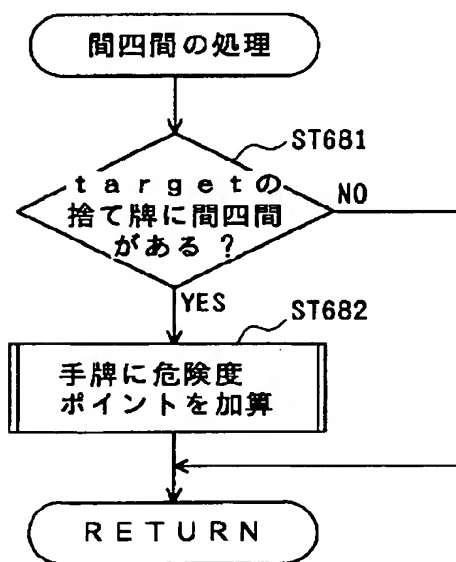 間四間の処理
ST681
targetの
捨て牌に間四間
がある?
NO
YES
ST682
手牌に危険度
ポイントを加算
RETURN